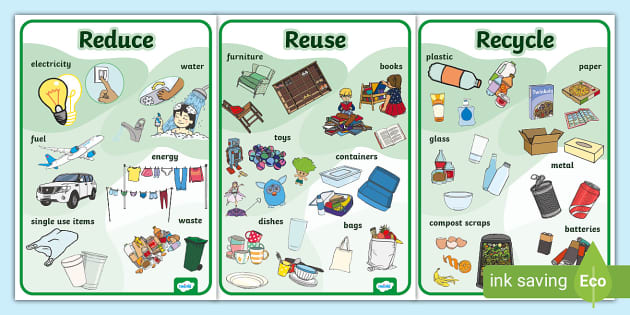 Reduce
electricity
water
fuel
energy
single use items
waste
Reuse
furniture
books
toys
containers
dishes
bags
twinkl
Recycle
plastic
paper
glass
metal
compost scraps
batteries
ink saving
Eco